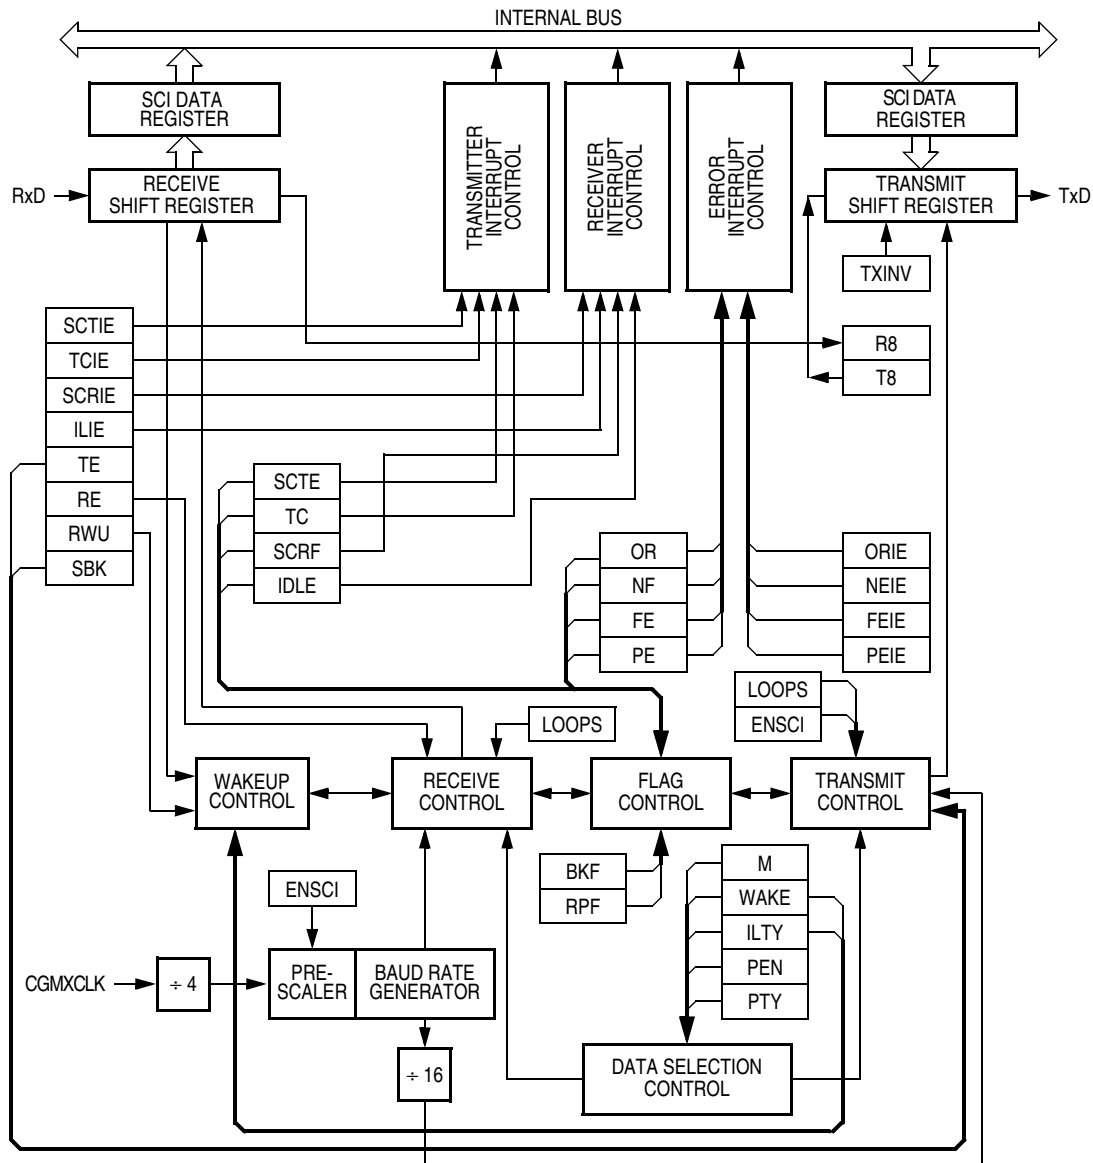 INTERNAL BUS
SCI DATA
REGISTER
SCI DATA
REGISTER
TRANSMITTER
INTERRUPT
CONTROL
RECEIVER
INTERRUPT
CONTROL
ERROR
INTERRUPT
CONTROL
RxD
RECEIVE
SHIFT REGISTER
TRANSMIT
SHIFT REGISTER
TxD
TXINV
SCTIE
TCIE
SCRIE
ILIE
TE
RE
RWU
SBK
R8
T8
SCTE
TC
SCRF
IDLE
OR
NF
FE
PE
ORIE
NEIE
FEIE
PEIE
LOOPS
LOOPS
ENSCI
WAKEUP
CONTROL
RECEIVE
CONTROL
FLAG
CONTROL
TRANSMIT
CONTROL
BKF
RPF
M
WAKE
ILTY
PEN
PTY
ENSCI
CGMXCLK
÷ 4
PRE-
SCALER
BAUD RATE
GENERATOR
÷ 16
DATA SELECTION
CONTROL